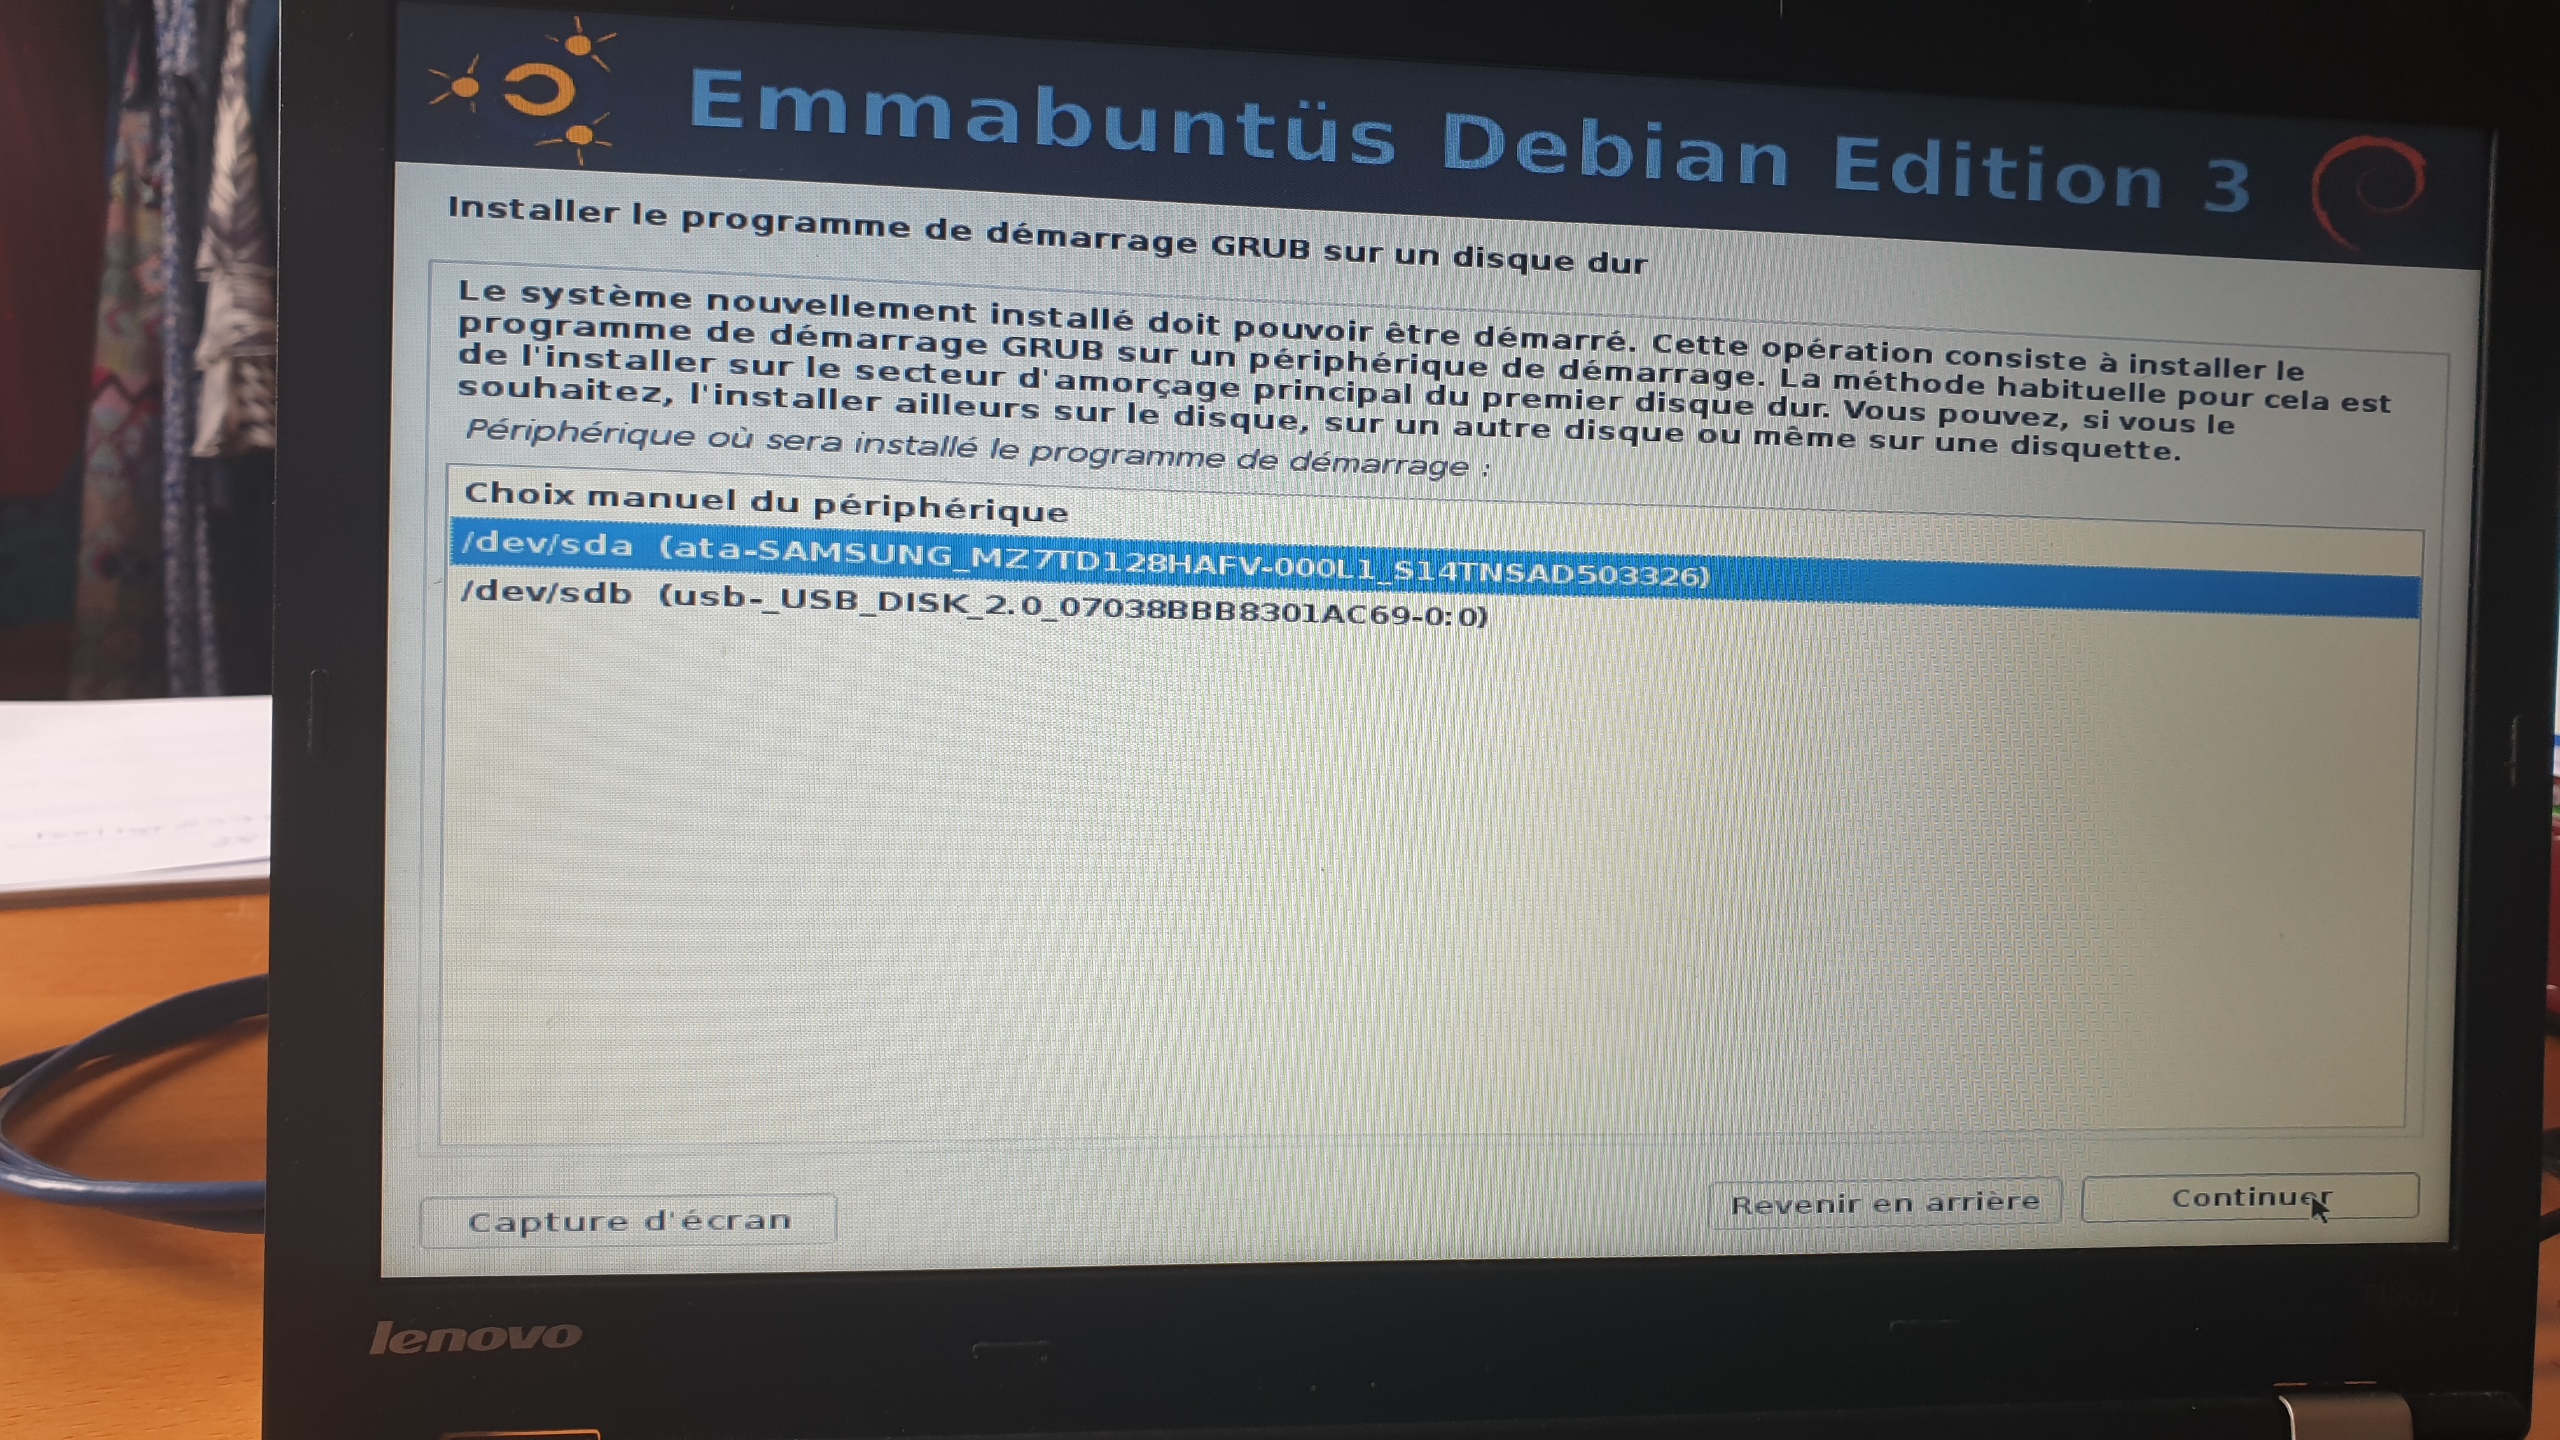 Emmabuntüs Debian Edition 3
Installer le programme de démarrage GRUB sur un disque dur
Le système nouvellement installé doit pouvoir être démarré. Cette opération consiste à installer le
programme de démarrage GRUB sur un périphérique de démarrage. La méthode habituelle pour cela est
de l'installer sur le secteur d'amorçage principal du premier disque dur. Vous pouvez, si vous le
souhaitez, l'installer ailleurs sur le disque, sur un autre disque ou même sur une disquette.
Périphérique où sera installé le programme de démarrage :
Choix manuel du périphérique
/dev/sda (ata-SAMSUNG_MZ7TD128HAFV-000L1_S14TNSAD503326)
/dev/sdb (usb-_USB_DISK_2.0_07038BBB8301AC69-0:0)
Capture d'écran
Revenir en arrière
Continuer
lenovo